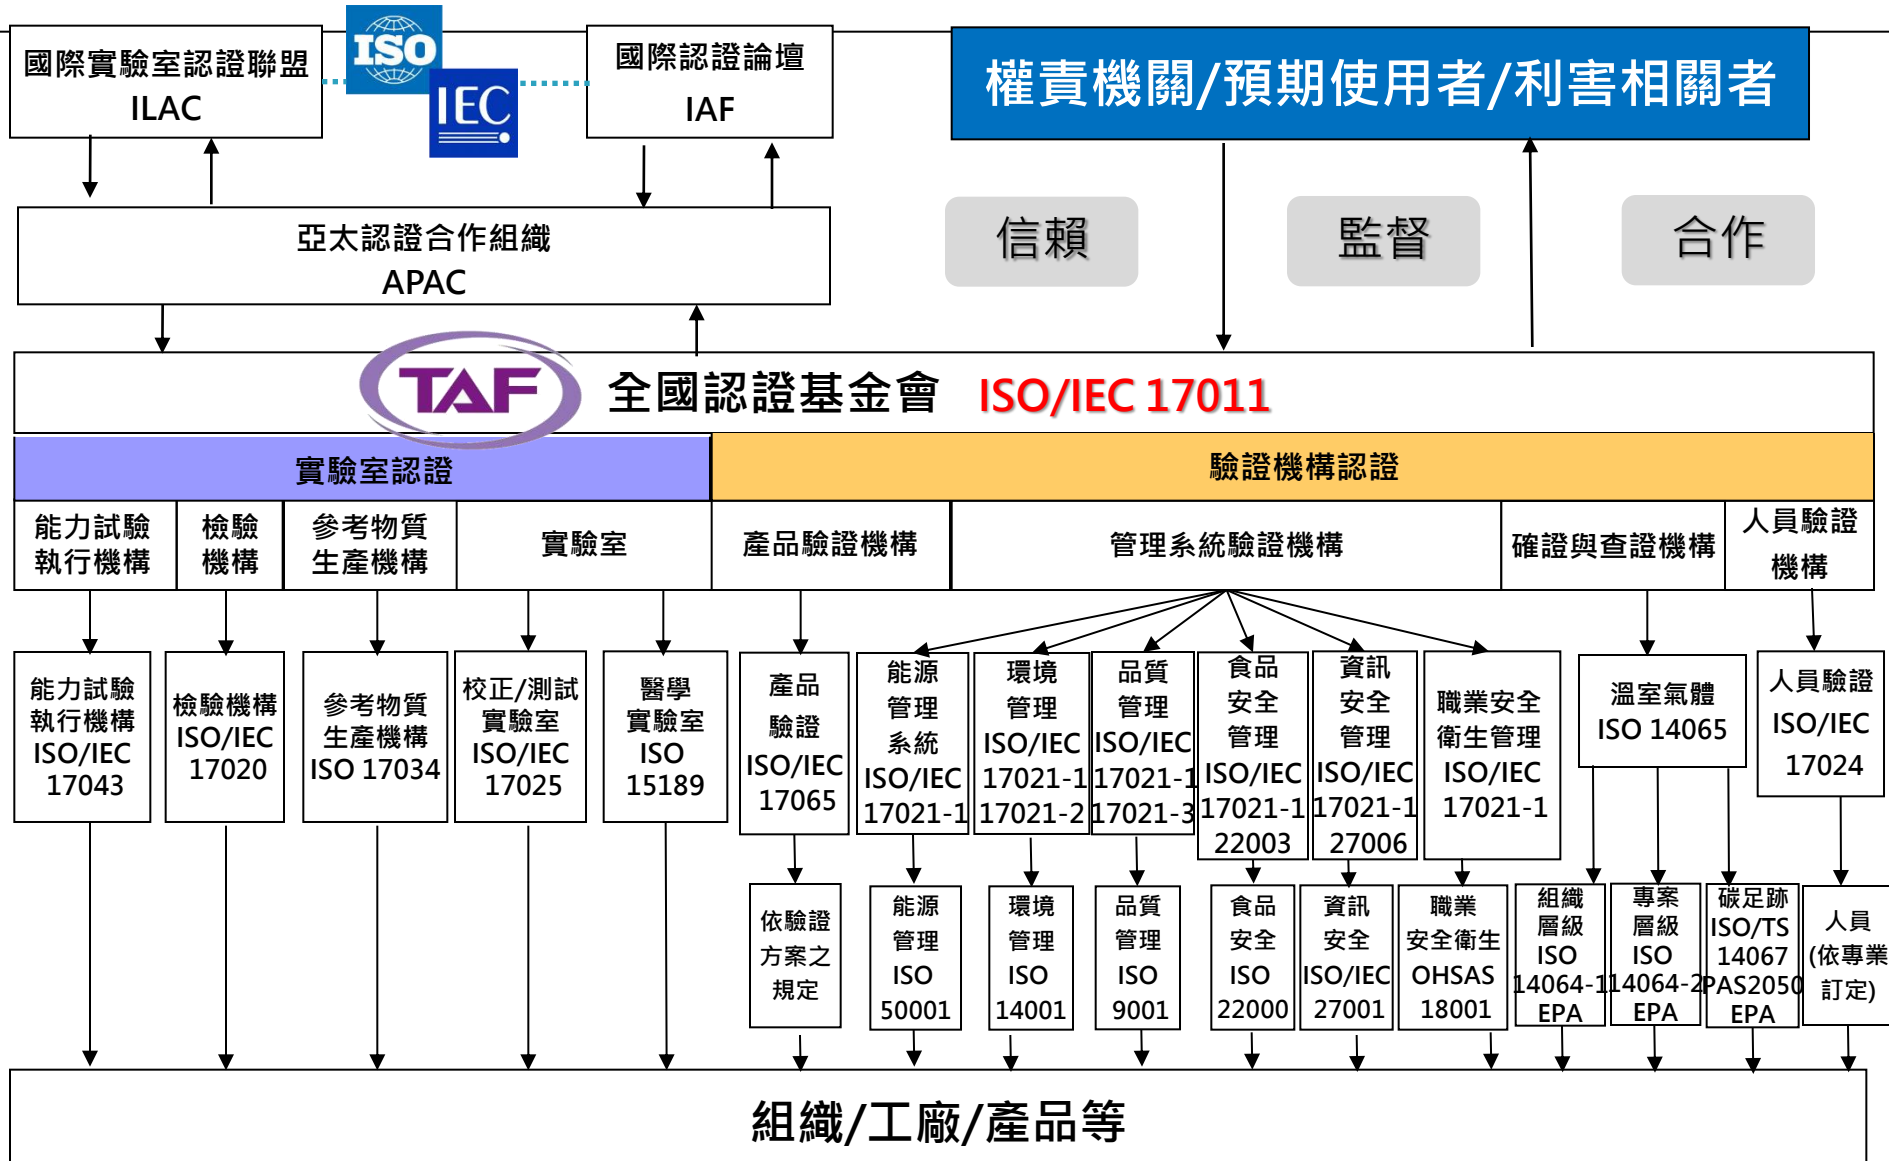 國際實驗室認證聯盟
ILAC
ISO
IEC
國際認證論壇
IAF
權責機關/預期使用者/利害相關者
亞太認證合作組織
APAC
信賴
監督
合作
TAF
全國認證基金會 ISO/IEC 17011
實驗室認證
驗證機構認證
能力試驗
執行機構
檢驗
機構
參考物質
生產機構
實驗室
產品驗證機構
管理系統驗證機構
確證與查證機構
人員驗證
機構
能力試驗
執行機構
ISO/IEC
17043
檢驗機構
ISO/IEC
17020
參考物質
生產機構
ISO 17034
校正/測試
實驗室
ISO/IEC
17025
醫學
實驗室
ISO
15189
產品
驗證
ISO/IEC
17065
能源
管理
系統
ISO/IEC
17021-1
環境
管理
ISO/IEC
17021-1
17021-2
品質
管理
ISO/IEC
17021-1
17021-3
食品
安全
管理
ISO/IEC
17021-1
22003
資訊
安全
管理
ISO/IEC
17021-1
27006
職業安全
衛生管理
ISO/IEC
17021-1
溫室氣體
ISO 14065
人員驗證
ISO/IEC
17024
依驗證
方案之
規定
能源
管理
ISO
50001
環境
管理
ISO
14001
品質
管理
ISO
9001
食品
安全
ISO
22000
資訊
安全
ISO/IEC
27001
職業
安全衛生
OHSAS
18001
組織
層級
ISO
14064-1
EPA
專案
層級
ISO
14064-2
EPA
碳足跡
ISO/TS
14067
PAS2050
EPA
人員
(依專業
訂定)
組織/工廠/產品等